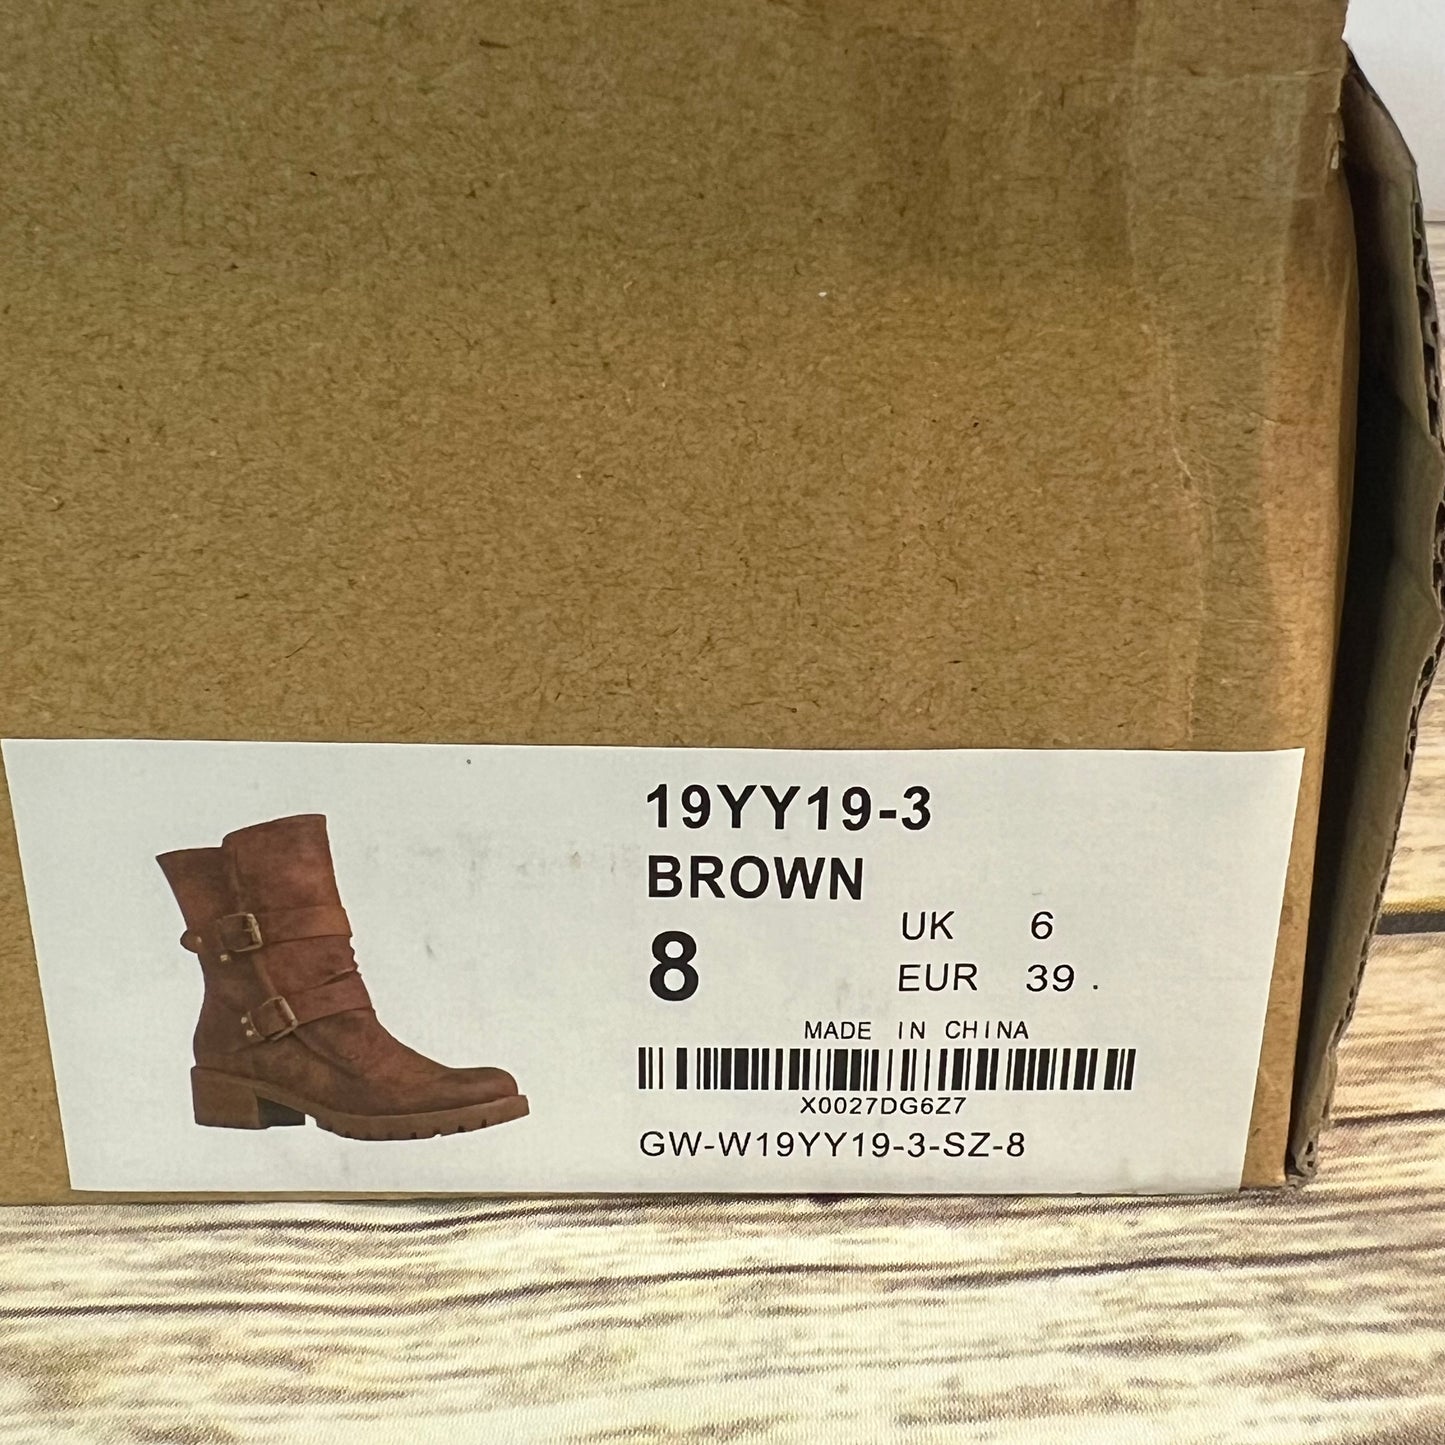 19YY19-3
BROWN
8
UK 6
EUR 39 .
MADE IN CHINA
X0027DG6Z7
GW-W19YY19-3-SZ-8